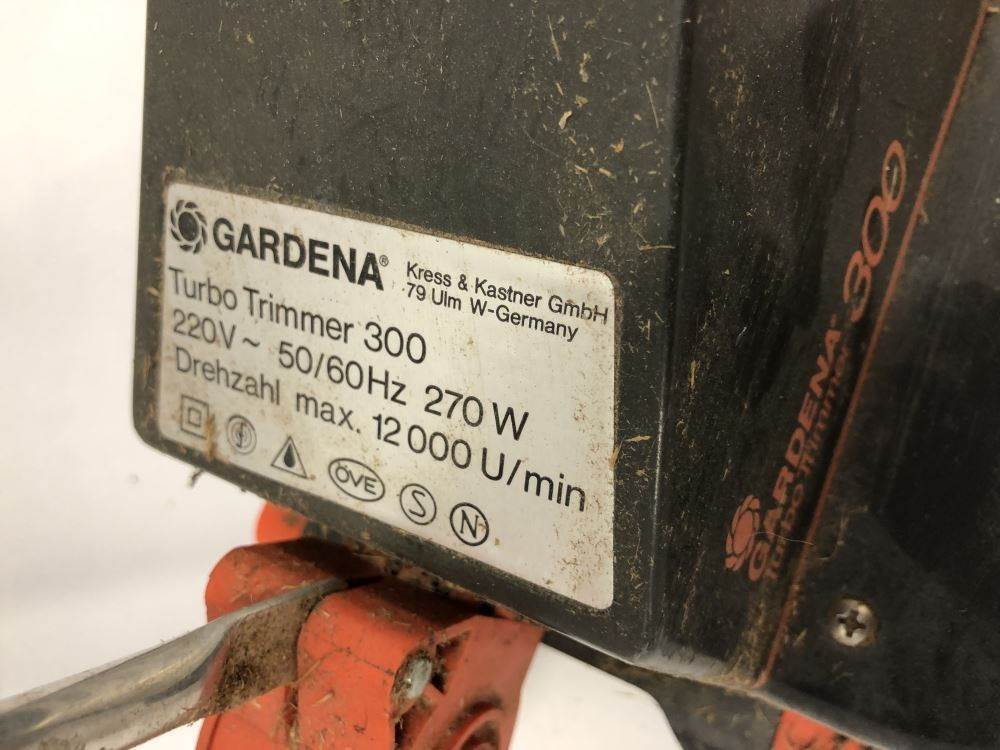 GARDENA®
Kress & Kastner GmbH
79 Ulm W-Germany
Turbo Trimmer 300
220V~ 50/60Hz 270 W
Drehzahl max. 12 000 U/min
ÖVE S N
GARDENA® 300
Turbo Trimmer